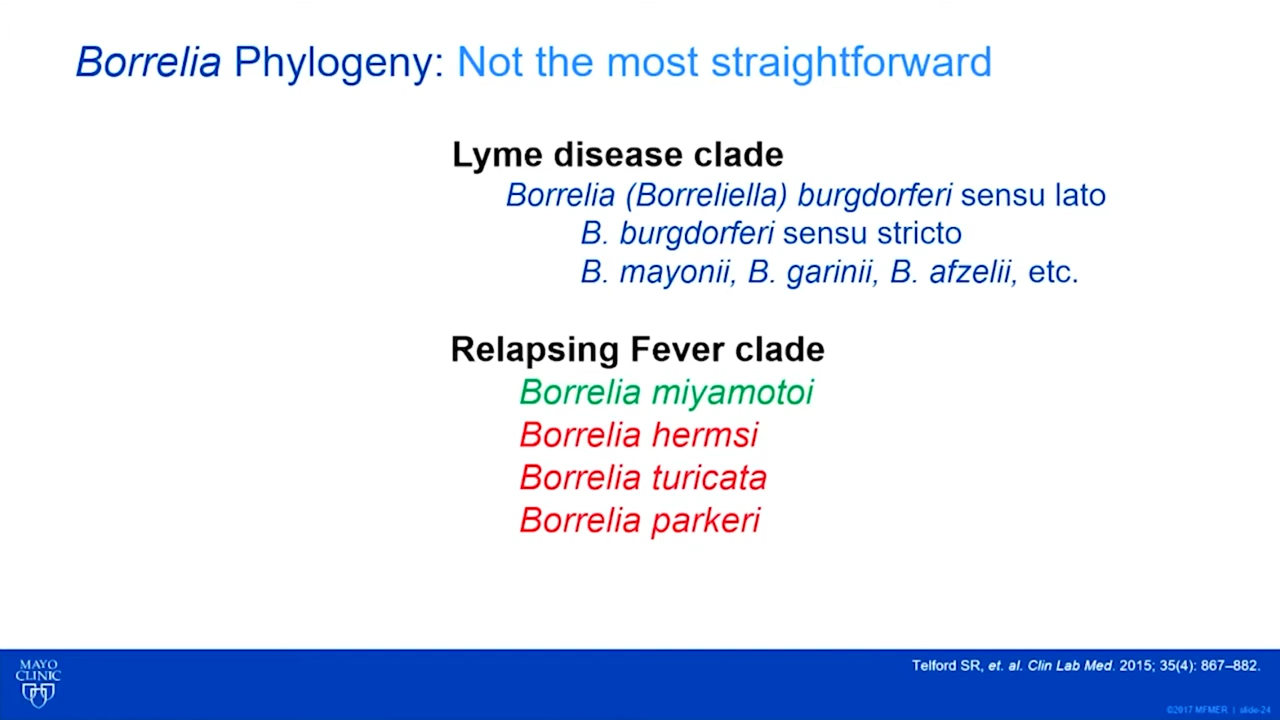 Borrelia Phylogeny: Not the most straightforward
Lyme disease clade
Borrelia (Borreliella) burgdorferi sensu lato
B. burgdorferi sensu stricto
B. mayonii, B. garinii, B. afzelii, etc.
Relapsing Fever clade
Borrelia miyamotoi
Borrelia hermsi
Borrelia turicata
Borrelia parkeri
MAYO
CLINIC
Telford SR, et. al. Clin Lab Med. 2015; 35(4): 867–882.
©2017 MFMER | slide-24